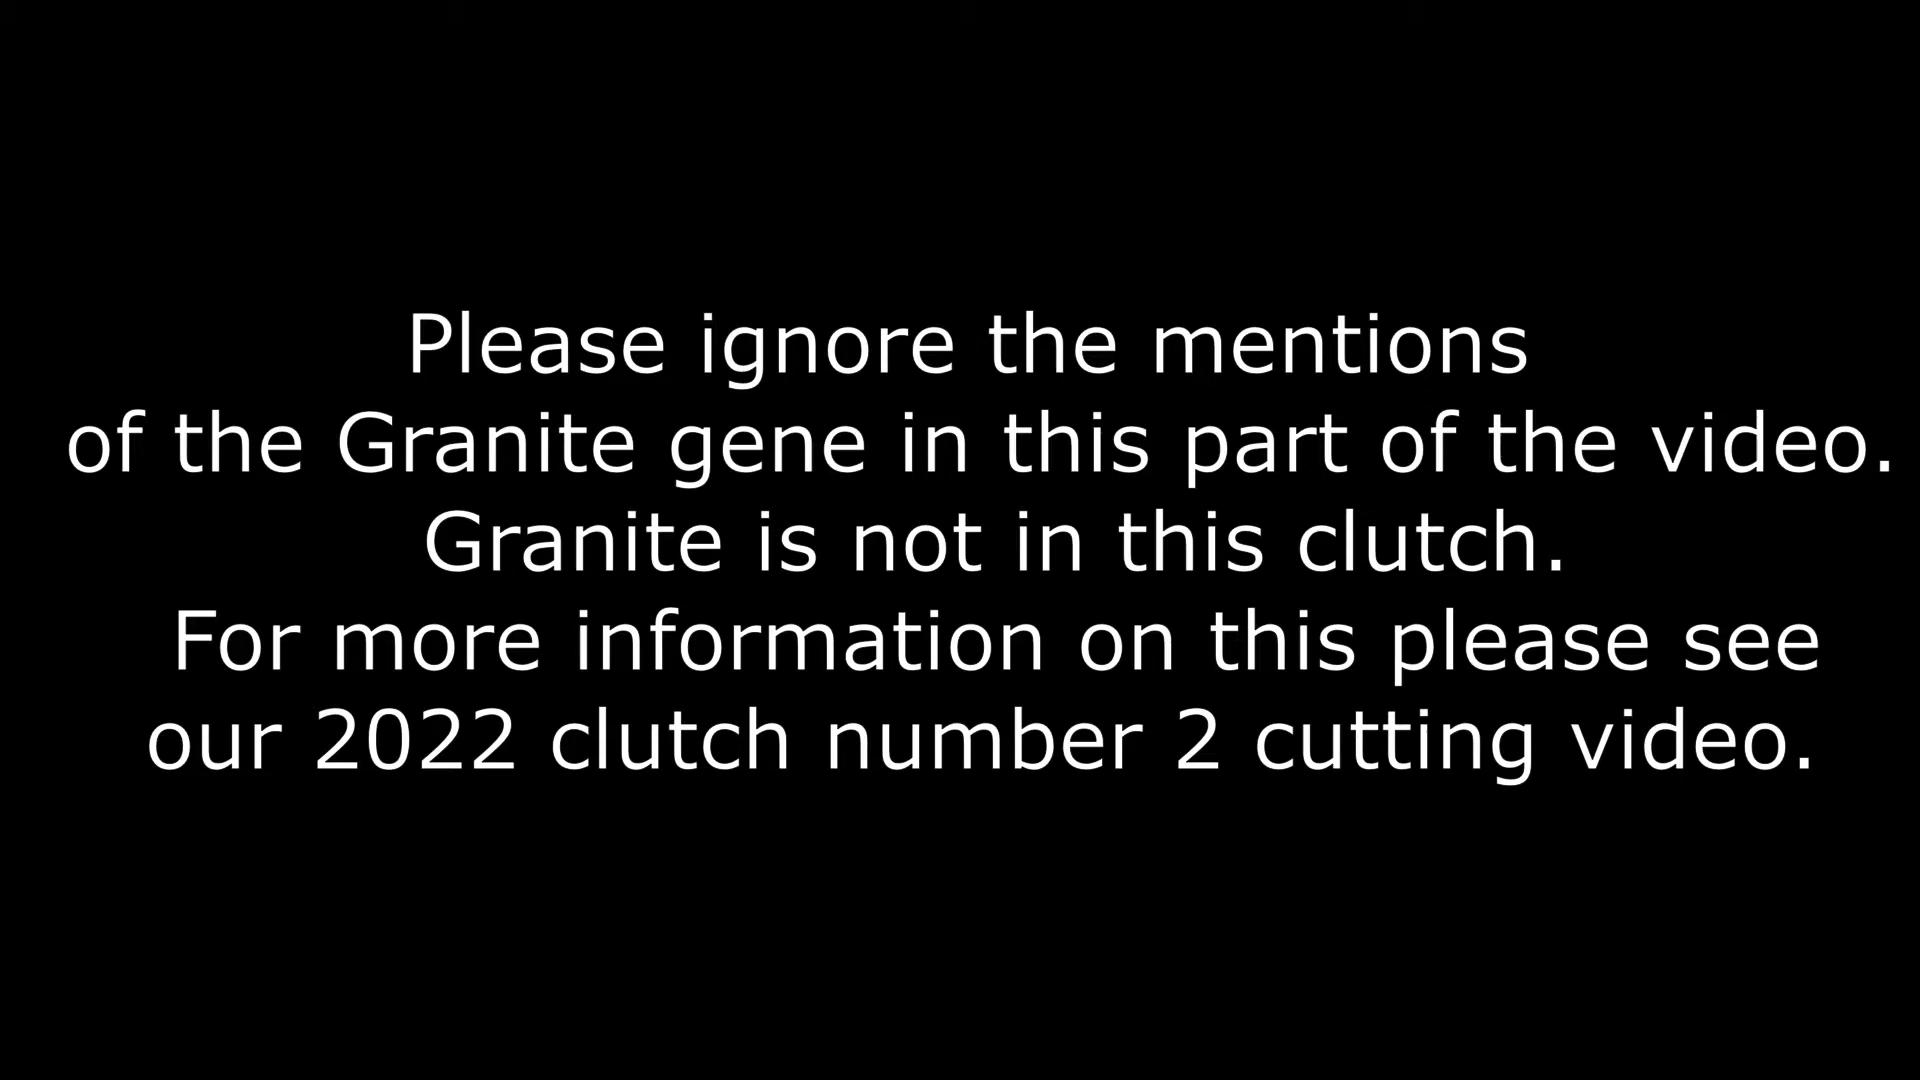 Please ignore the mentions
of the Granite gene in this part of the video.
Granite is not in this clutch.
For more information on this please see
our 2022 clutch number 2 cutting video.